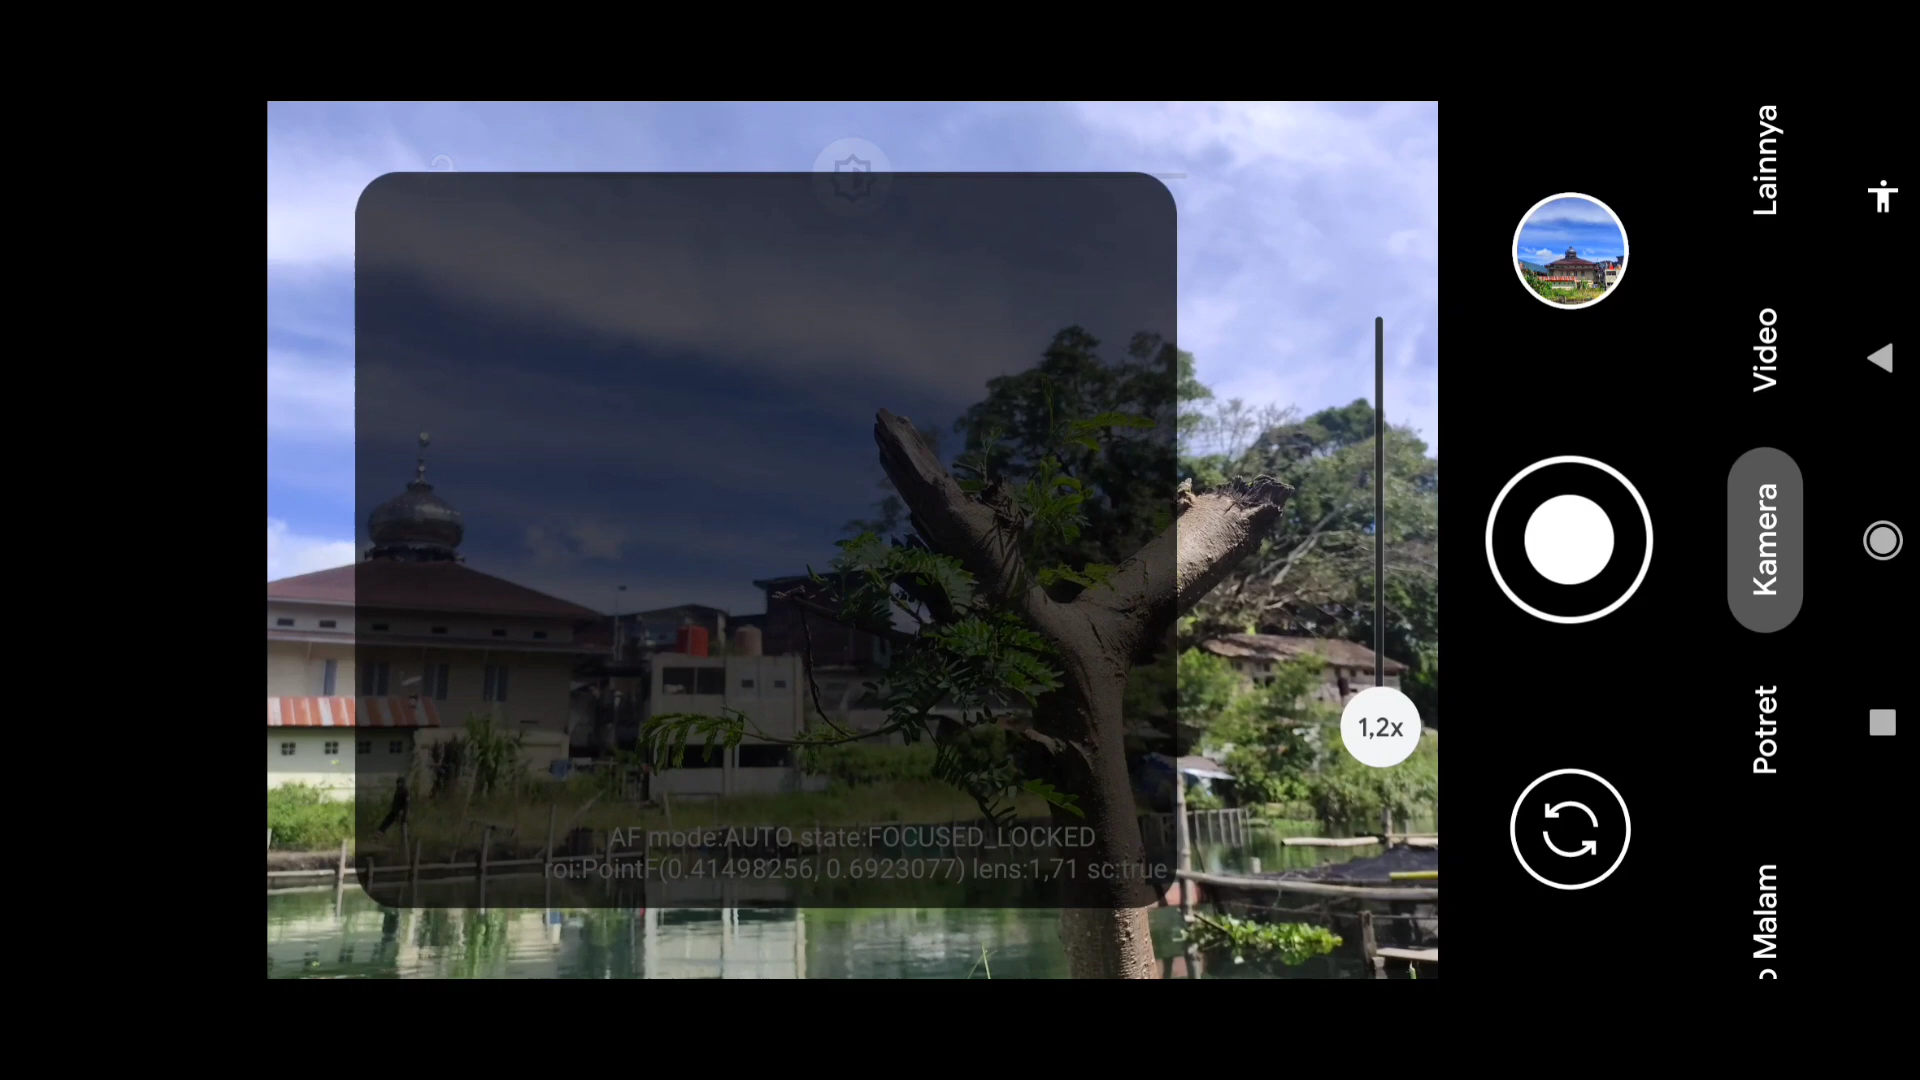 AF mode:AUTO state:FOCUSED_LOCKED
roi:PointF(0.41498256, 0.6923077) lens:1,71 sc:true
1,2x
Lainnya
Video
Kamera
Potret
Malam